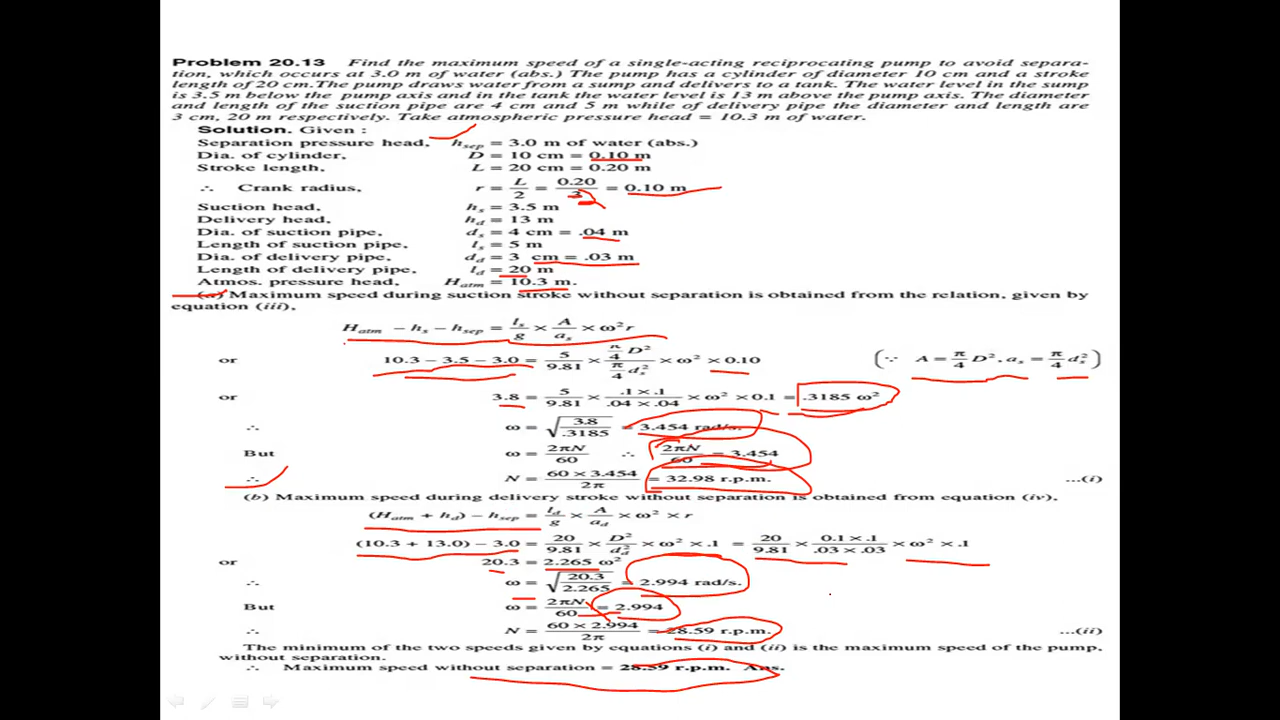 Problem 20.13 Find the maximum speed of a single-acting reciprocating pump to avoid separa-
tion, which occurs at 3.0 m of water (abs.) The pump has a cylinder of diameter 10 cm and a stroke
length of 20 cm. The pump draws water from a sump and delivers to a tank. The water level in the sump
is 3.5 m below the pump axis and in the tank the water level is 13 m above the pump axis. The diameter
and length of the suction pipe are 4 cm and 5 m while of delivery pipe the diameter and length are
3 cm, 20 m respectively. Take atmospheric pressure head = 10.3 m of water.
Solution. Given :
Separation pressure head, h_sep = 3.0 m of water (abs.)
Dia. of cylinder, D = 10 cm = 0.10 m
Stroke length, L = 20 cm = 0.20 m
∴ Crank radius, r = L/2 = 0.20/2 = 0.10 m
Suction head, h_s = 3.5 m
Delivery head, h_d = 13 m
Dia. of suction pipe, d_s = 4 cm = .04 m
Length of suction pipe, l_s = 5 m
Dia. of delivery pipe, d_d = 3 cm = .03 m
Length of delivery pipe, l_d = 20 m
Atmos. pressure head, H_atm = 10.3 m.
(a) Maximum speed during suction stroke without separation is obtained from the relation, given by
equation (iii),
H_atm − h_s − h_sep = l_s/g × A/a_s × ω²r
or 10.3 − 3.5 − 3.0 = 5/9.81 × (π/4 D²)/(π/4 d_s²) × ω² × 0.10 (∵ A = π/4 D², a_s = π/4 d_s²)
or 3.8 = 5/9.81 × (.1 × .1)/(.04 × .04) × ω² × 0.1 = .3185 ω²
∴ ω = √(3.8/.3185) = 3.454 rad/s.
But ω = 2πN/60 ∴ 2πN/60 = 3.454
∴ N = (60 × 3.454)/2π = 32.98 r.p.m. ...(i)
(b) Maximum speed during delivery stroke without separation is obtained from equation (iv),
(H_atm + h_d) − h_sep = l_d/g × A/a_d × ω² × r
(10.3 + 13.0) − 3.0 = 20/9.81 × D²/d_d² × ω² × .1 = 20/9.81 × (0.1 × .1)/(.03 × .03) × ω² × .1
or 20.3 = 2.265 ω²
∴ ω = √(20.3/2.265) = 2.994 rad/s.
But ω = 2πN/60 = 2.994
∴ N = (60 × 2.994)/2π = 28.59 r.p.m. ...(ii)
The minimum of the two speeds given by equations (i) and (ii) is the maximum speed of the pump,
without separation.
∴ Maximum speed without separation = 28.59 r.p.m. Ans.